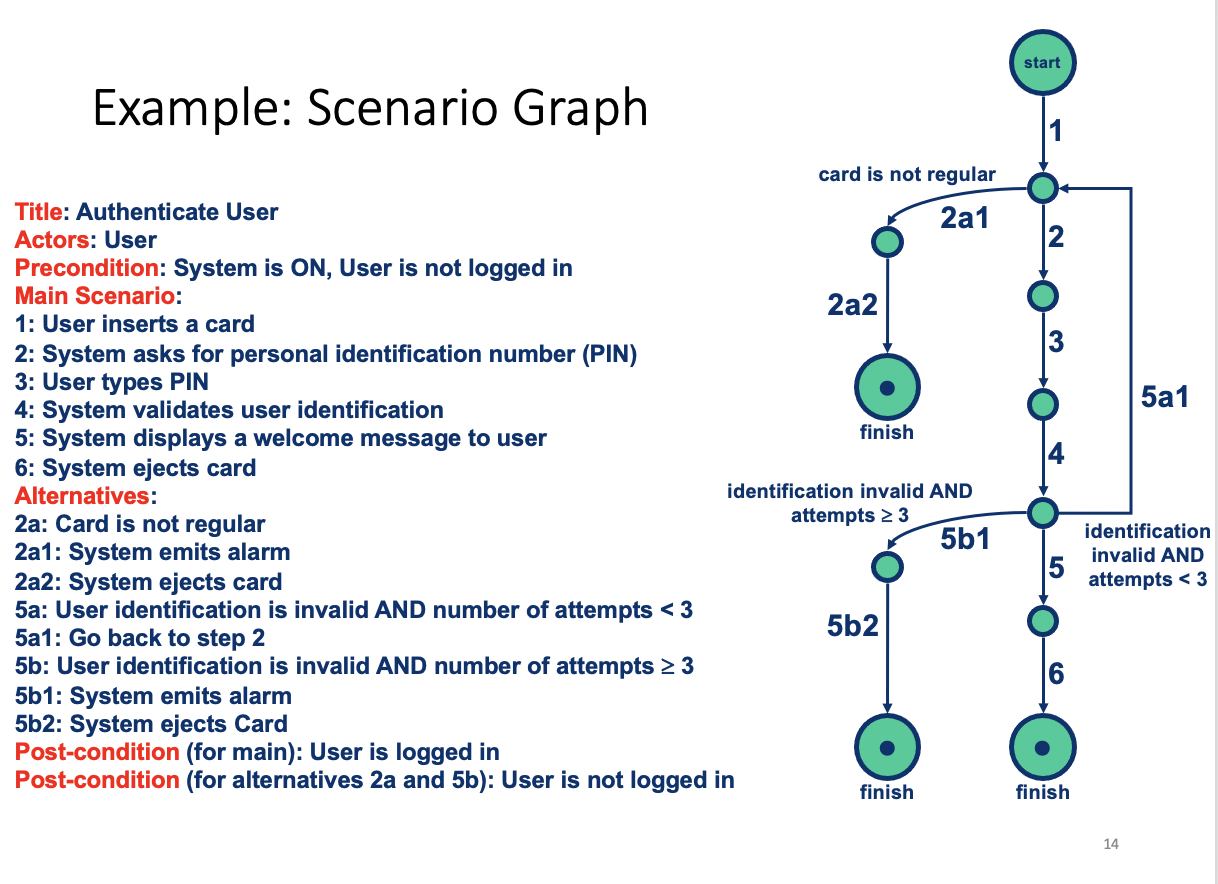 Example: Scenario Graph
Title: Authenticate User
Actors: User
Precondition: System is ON, User is not logged in
Main Scenario:
1: User inserts a card
2: System asks for personal identification number (PIN)
3: User types PIN
4: System validates user identification
5: System displays a welcome message to user
6: System ejects card
Alternatives:
2a: Card is not regular
2a1: System emits alarm
2a2: System ejects card
5a: User identification is invalid AND number of attempts < 3
5a1: Go back to step 2
5b: User identification is invalid AND number of attempts ≥ 3
5b1: System emits alarm
5b2: System ejects Card
Post-condition (for main): User is logged in
Post-condition (for alternatives 2a and 5b): User is not logged in
start
1
card is not regular
2a1
2
2a2
3
finish
5a1
4
identification invalid AND
attempts ≥ 3
5b1
identification
invalid AND
attempts < 3
5
5b2
6
finish
finish
14